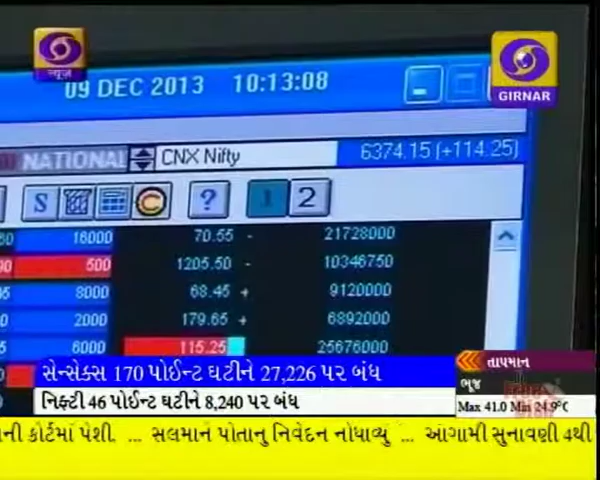 ન્યૂઝ
GIRNAR
09 DEC 2013 10:13:08
NATIONAL CNX Nifty 6374.15 (+114.25)
S ? 1 2
16000 70.55 - 21728000
500 1205.50 - 10346750
8000 68.45 + 9120000
2000 179.65 + 6892000
6000 115.25 25676000
સેન્સેક્સ 170 પોઈન્ટ ઘટીને 27,226 પર બંધ
નિફ્ટી 46 પોઈન્ટ ઘટીને 8,240 પર બંધ
તાપમાન
ભૂજ
Max 41.0 Min 24.9°C
ની કોર્ટમાં પેશી. ... સલમાને પોતાનુ નિવેદન નોધાવ્યુ ... આગામી સુનાવણી 4થી